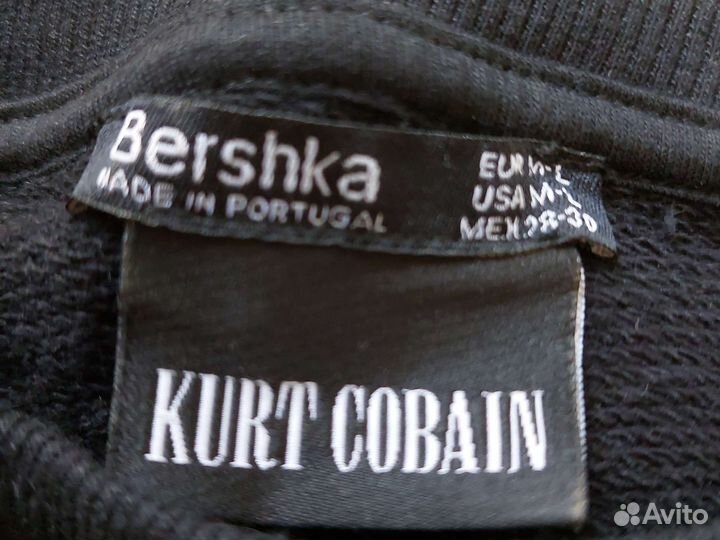 Bershka
MADE IN PORTUGAL
EUR M-L
USA M-L
MEX 28-30
KURT COBAIN
Avito